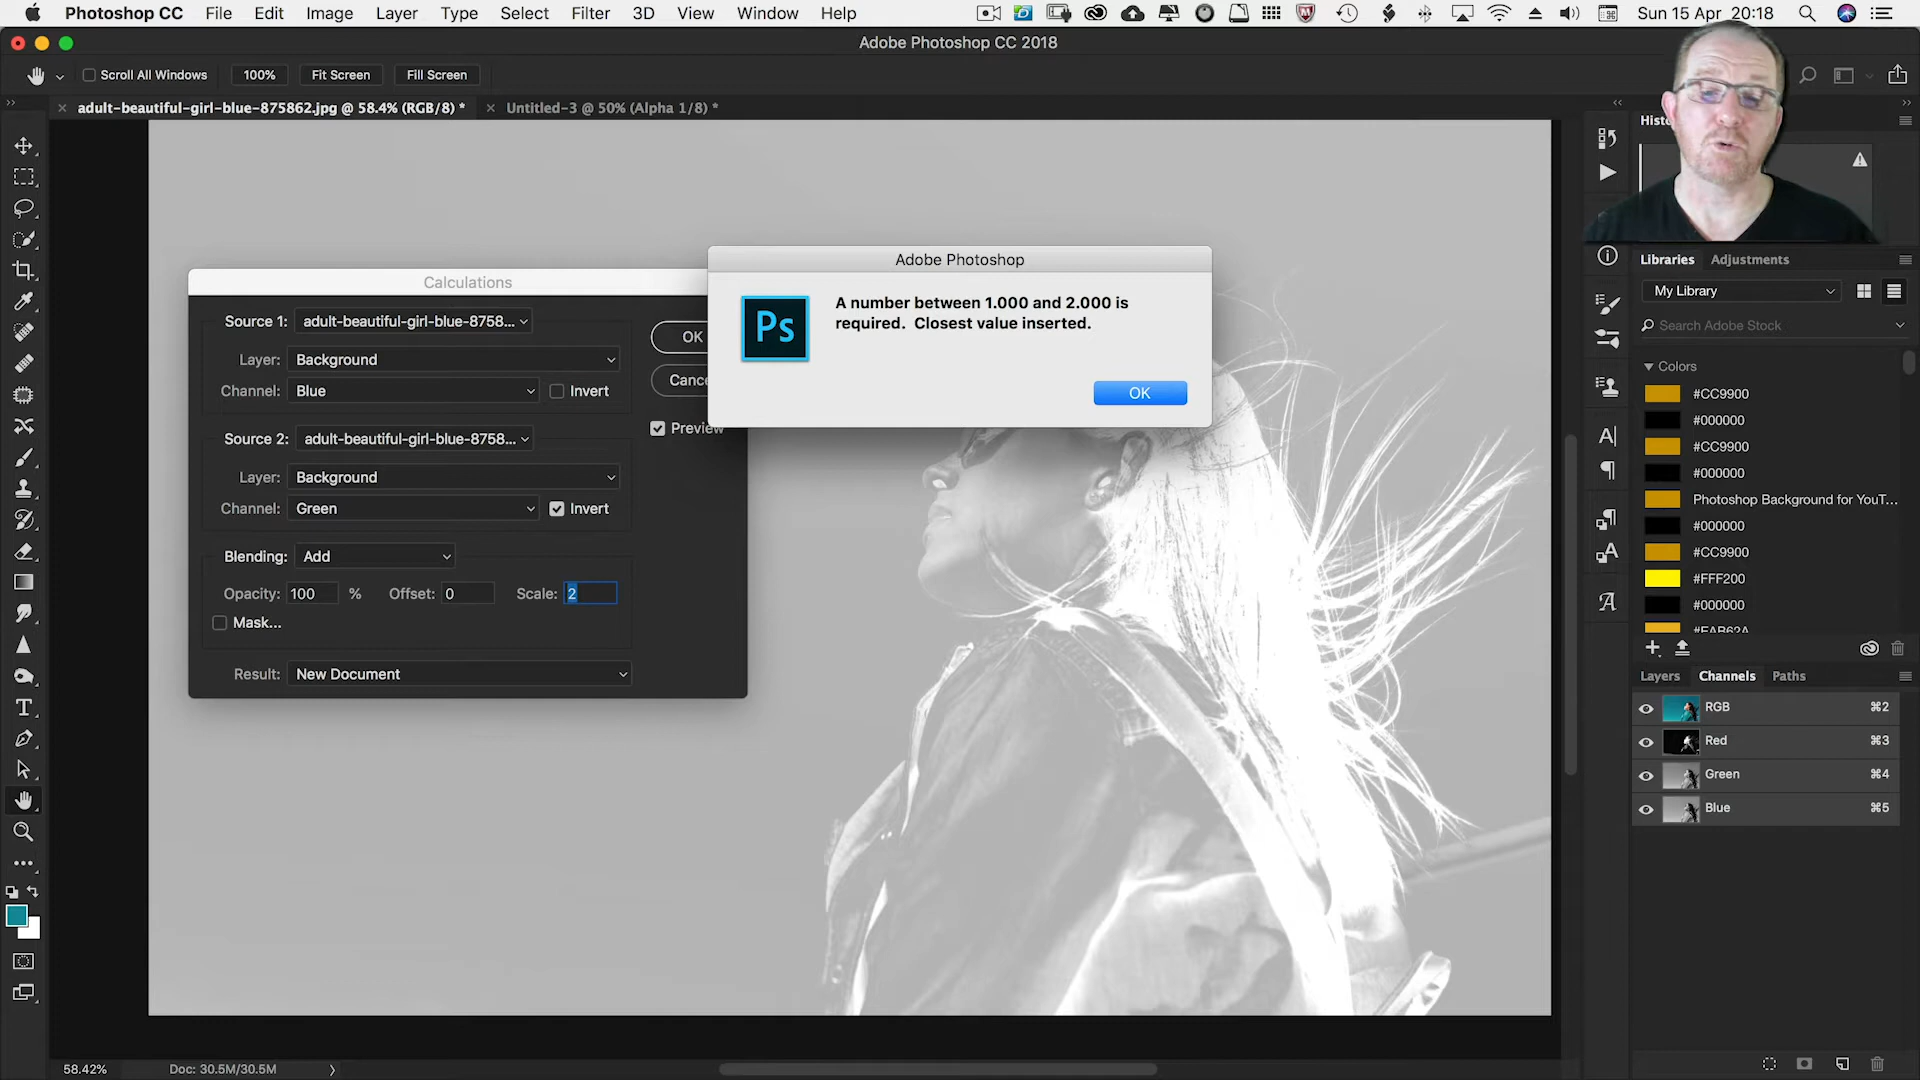 Photoshop CC File Edit Image Layer Type Select Filter 3D View Window Help Sun 15 Apr 20:18
Adobe Photoshop CC 2018
Scroll All Windows 100% Fit Screen Fill Screen
adult-beautiful-girl-blue-875862.jpg @ 58.4% (RGB/8) * Untitled-3 @ 50% (Alpha 1/8) *
Adobe Photoshop
Ps
A number between 1.000 and 2.000 is
required. Closest value inserted.
OK
Calculations
Source 1: adult-beautiful-girl-blue-8758...
Layer: Background
Channel: Blue Invert
Source 2: adult-beautiful-girl-blue-8758...
Layer: Background
Channel: Green Invert
Blending: Add
Opacity: 100 % Offset: 0 Scale: 2
Mask...
Result: New Document
OK
Cance
Preview
Histo
Libraries Adjustments
My Library
Search Adobe Stock
Colors
#CC9900
#000000
#CC9900
#000000
Photoshop Background for YouT...
#000000
#CC9900
#FFF200
#000000
#EAB62A
Layers Channels Paths
RGB ⌘2
Red ⌘3
Green ⌘4
Blue ⌘5
58.42% Doc: 30.5M/30.5M